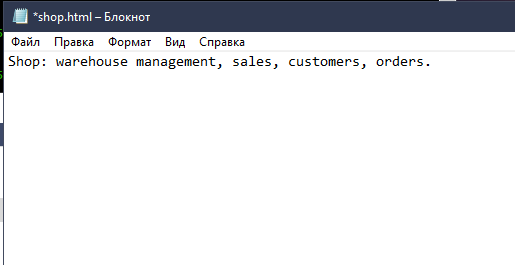 *shop.html – Блокнот
Файл Правка Формат Вид Справка
Shop: warehouse management, sales, customers, orders.